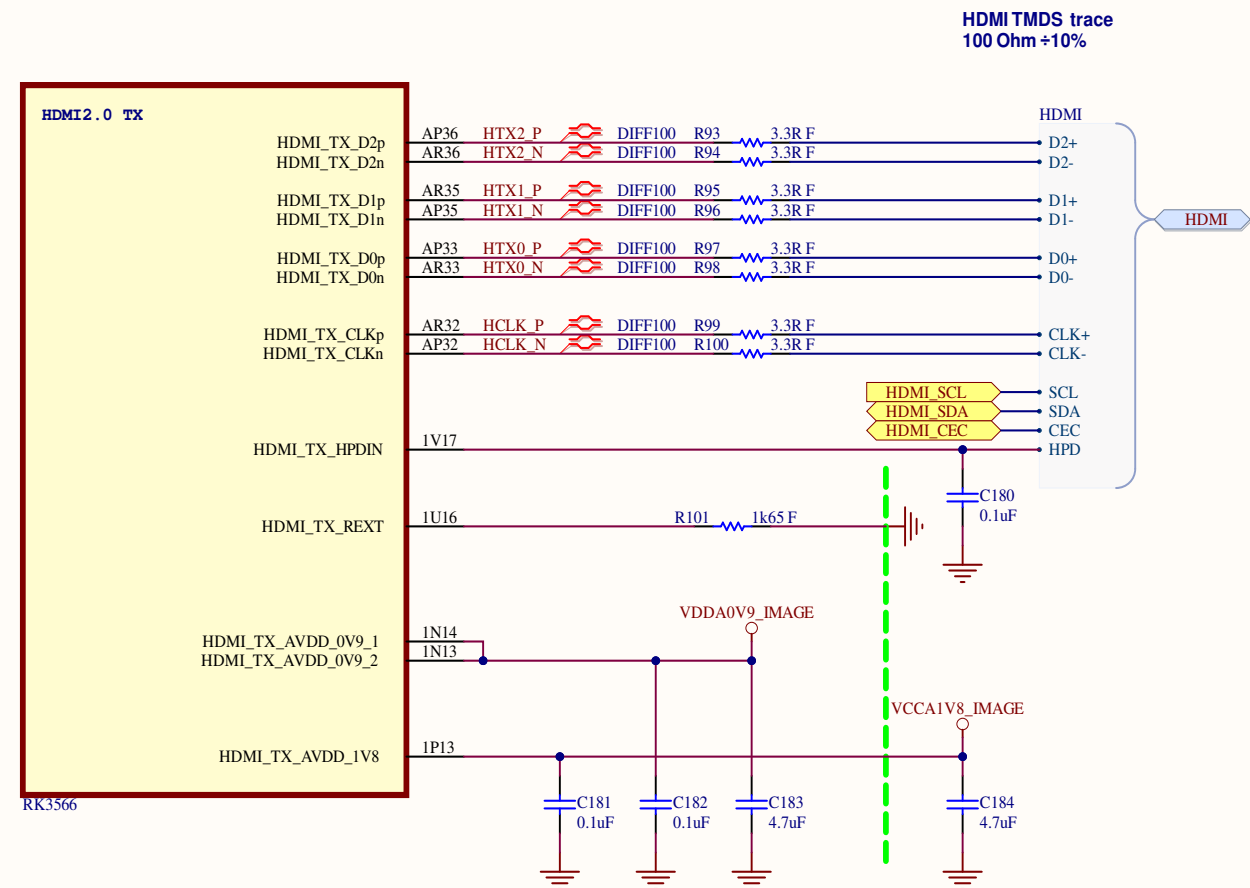 HDMI TMDS trace
100 Ohm ÷10%
HDMI2.0 TX
HDMI
HDMI_TX_D2p AP36 HTX2_P DIFF100 R93 3.3R F D2+
HDMI_TX_D2n AR36 HTX2_N DIFF100 R94 3.3R F D2-
HDMI_TX_D1p AR35 HTX1_P DIFF100 R95 3.3R F D1+
HDMI_TX_D1n AP35 HTX1_N DIFF100 R96 3.3R F D1-
HDMI
HDMI_TX_D0p AP33 HTX0_P DIFF100 R97 3.3R F D0+
HDMI_TX_D0n AR33 HTX0_N DIFF100 R98 3.3R F D0-
HDMI_TX_CLKp AR32 HCLK_P DIFF100 R99 3.3R F CLK+
HDMI_TX_CLKn AP32 HCLK_N DIFF100 R100 3.3R F CLK-
HDMI_SCL SCL
HDMI_SDA SDA
HDMI_CEC CEC
HDMI_TX_HPDIN 1V17 HPD
C180
0.1uF
HDMI_TX_REXT 1U16 R101 1k65 F
VDDA0V9_IMAGE
HDMI_TX_AVDD_0V9_1 1N14
HDMI_TX_AVDD_0V9_2 1N13
VCCA1V8_IMAGE
HDMI_TX_AVDD_1V8 1P13
RK3566
C181 C182 C183 C184
0.1uF 0.1uF 4.7uF 4.7uF